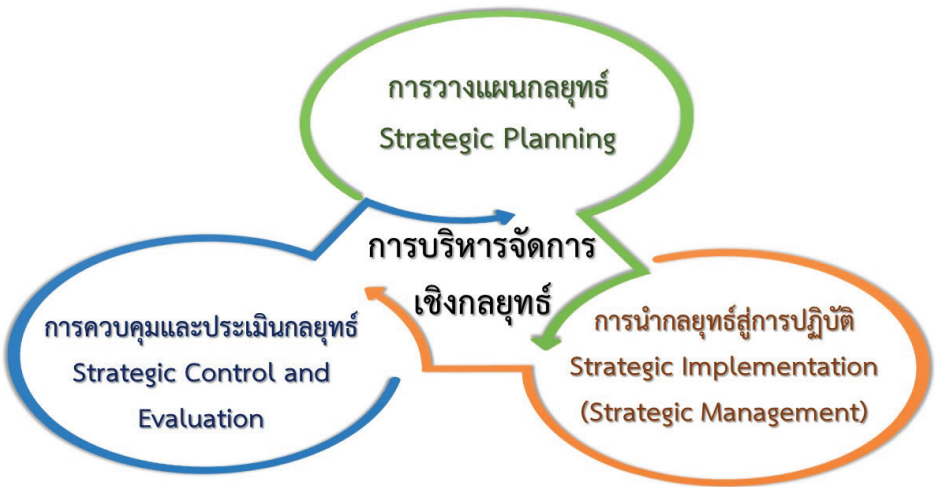 การวางแผนกลยุทธ์
Strategic Planning
การบริหารจัดการ
เชิงกลยุทธ์
การควบคุมและประเมินกลยุทธ์
Strategic Control and
Evaluation
การนำกลยุทธ์สู่การปฏิบัติ
Strategic Implementation
(Strategic Management)